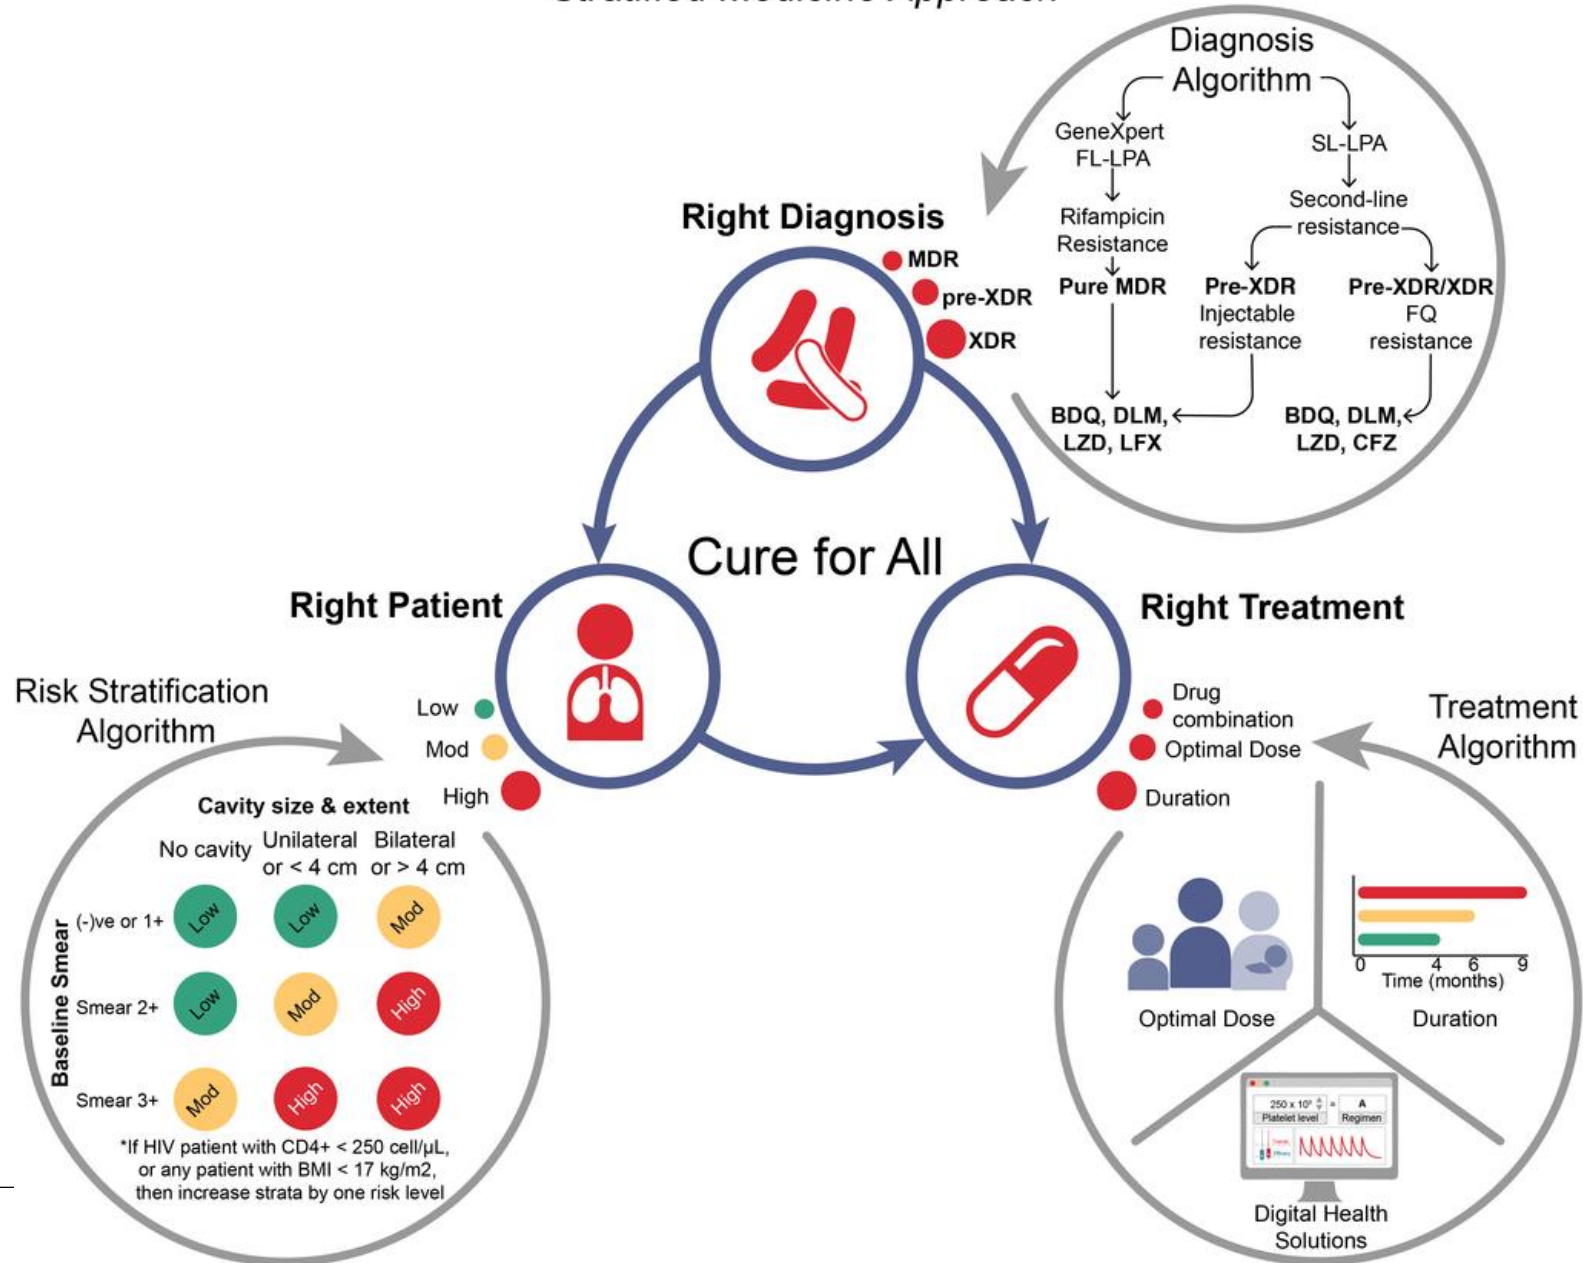 Stratified Medicine Approach
Diagnosis
Algorithm
GeneXpert
FL-LPA
SL-LPA
Rifampicin
Resistance
Second-line
resistance
Pure MDR
Pre-XDR
Injectable
resistance
Pre-XDR/XDR
FQ
resistance
BDQ, DLM,
LZD, LFX
BDQ, DLM,
LZD, CFZ
Right Diagnosis
MDR
pre-XDR
XDR
Cure for All
Right Patient
Low
Mod
High
Right Treatment
Drug
combination
Optimal Dose
Duration
Risk Stratification
Algorithm
Cavity size & extent
No cavity
Unilateral
or < 4 cm
Bilateral
or > 4 cm
Baseline Smear
(-)ve or 1+
Low
Low
Mod
Smear 2+
Low
Mod
High
Smear 3+
Mod
High
High
*If HIV patient with CD4+ < 250 cell/µL,
or any patient with BMI < 17 kg/m2,
then increase strata by one risk level
Treatment
Algorithm
Optimal Dose
0 4 6 9
Time (months)
Duration
250 x 10⁹ = A
Platelet level Regimen
Digital Health
Solutions